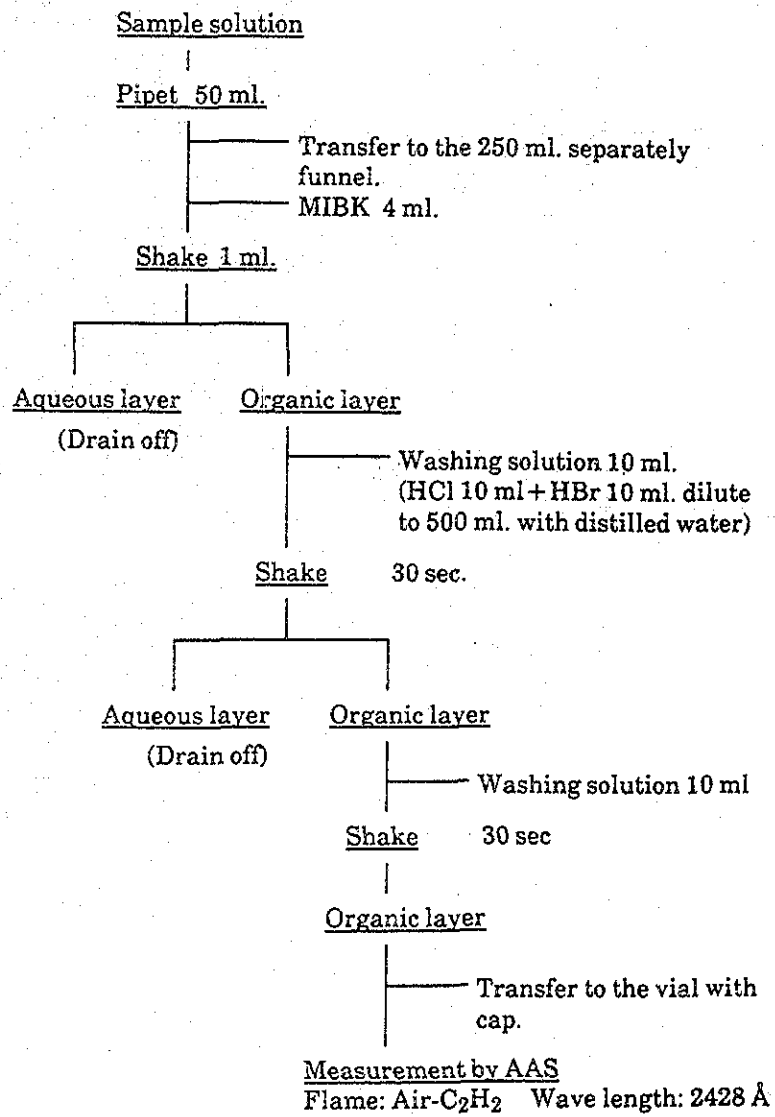 Sample solution
Pipet 50 ml.
Transfer to the 250 ml. separately
funnel.
MIBK 4 ml.
Shake 1 ml.
Aqueous layer
Organic layer
(Drain off)
Washing solution 10 ml.
(HCl 10 ml+HBr 10 ml. dilute
to 500 ml. with distilled water)
Shake 30 sec.
Aqueous layer
Organic layer
(Drain off)
Washing solution 10 ml
Shake 30 sec
Organic layer
Transfer to the vial with
cap.
Measurement by AAS
Flame: Air-C₂H₂ Wave length: 2428 Å